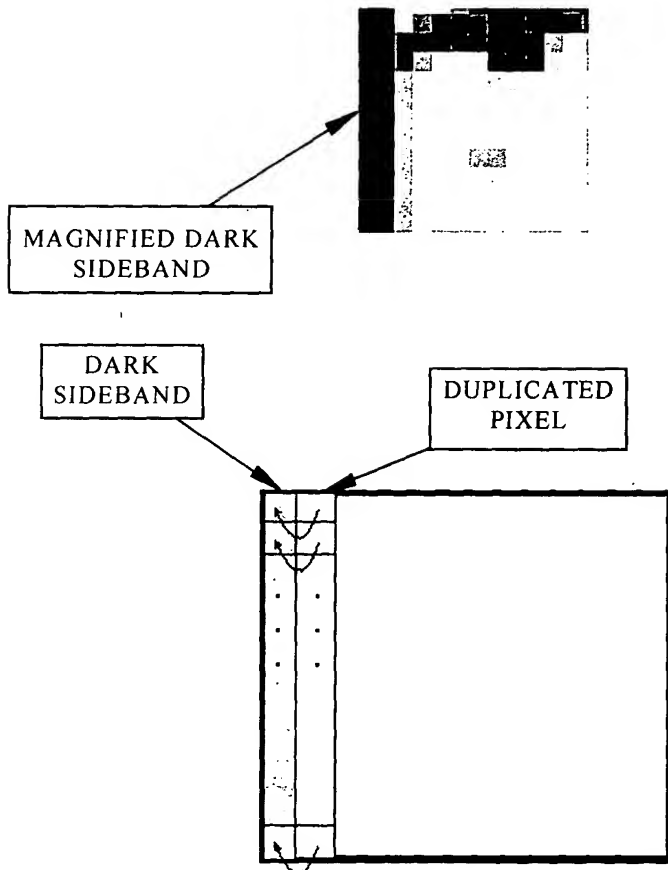 MAGNIFIED DARK
SIDEBAND
DARK
SIDEBAND
DUPLICATED
PIXEL